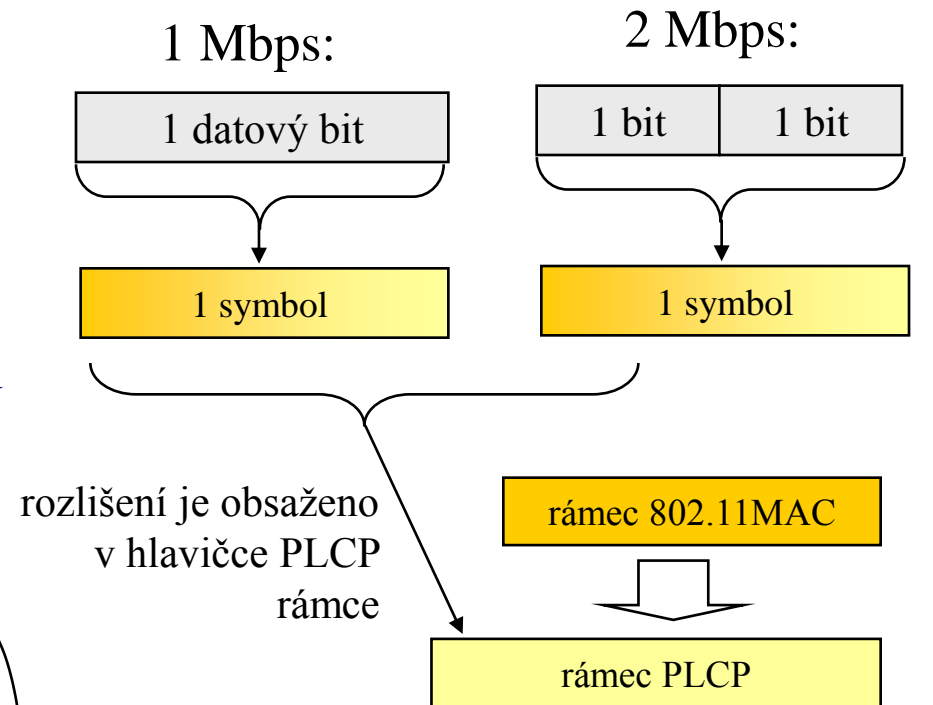 1 Mbps:
2 Mbps:
1 datový bit
1 bit
1 bit
1 symbol
1 symbol
rozlišení je obsaženo
v hlavičce PLCP
rámce
rámec 802.11MAC
rámec PLCP